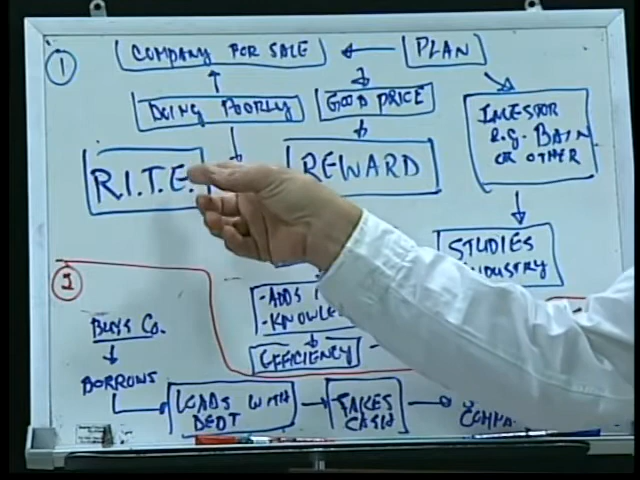 1
COMPANY FOR SALE
PLAN
DOING POORLY
GOOD PRICE
INVESTOR
E.G. BAIN
OR OTHER
R.I.T.E.
REWARD
STUDIES
INDUSTRY
2
-ADDS
-KNOWLE
EFFICIENCY
BUYS CO.
BORROWS
LOADS WITH
DEBT
TAKES
CASH
COMPA